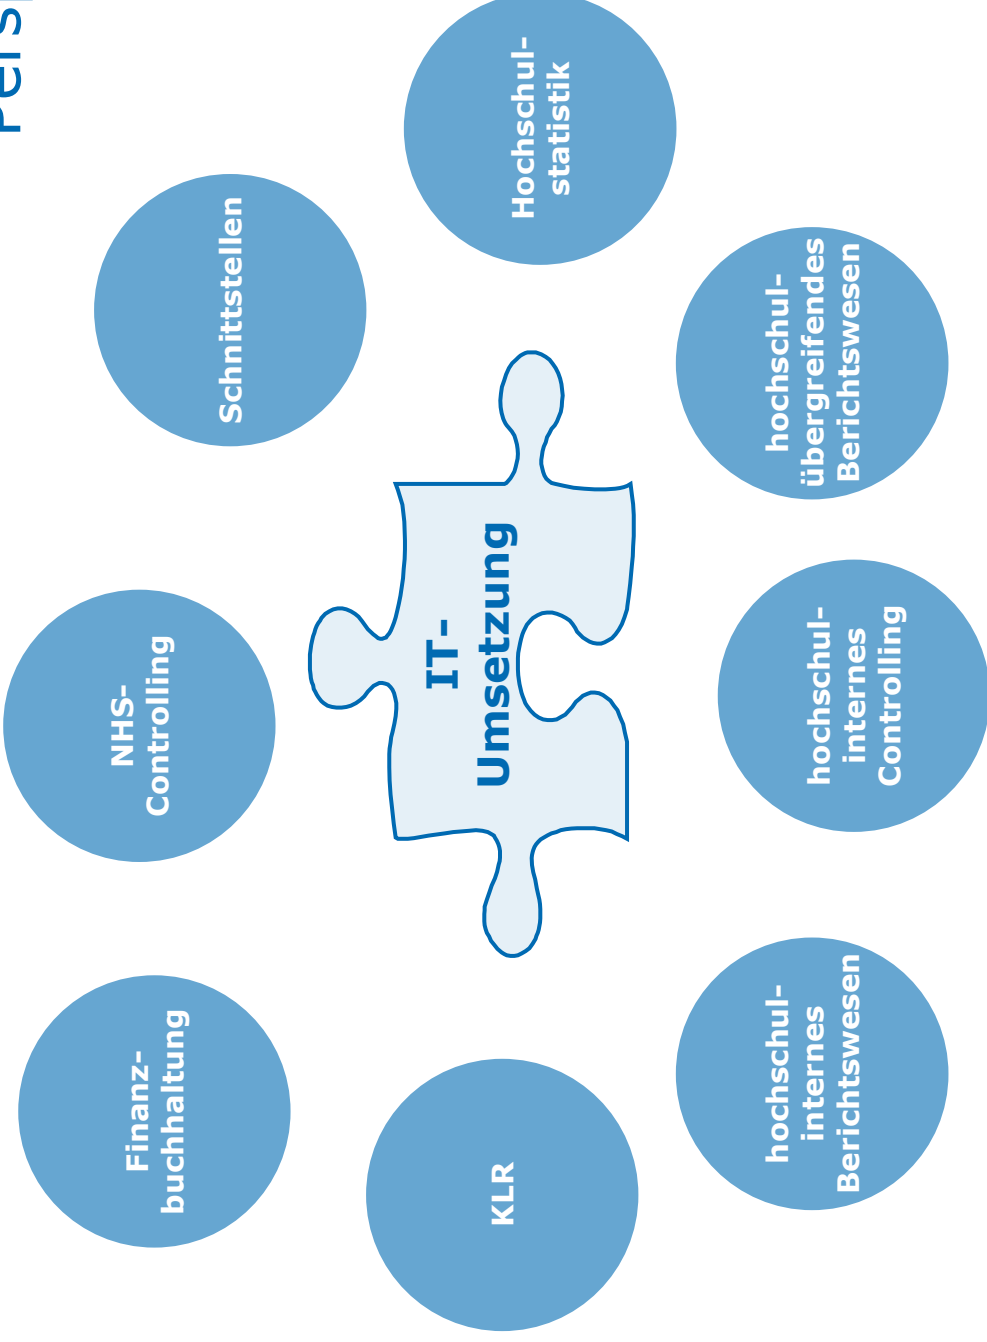 Finanz-
buchhaltung
NHS-
Controlling
Schnittstellen
KLR
IT-
Umsetzung
Hochschul-
statistik
hochschul-
internes
Berichtswesen
hochschul-
internes
Controlling
hochschul-
übergreifendes
Berichtswesen